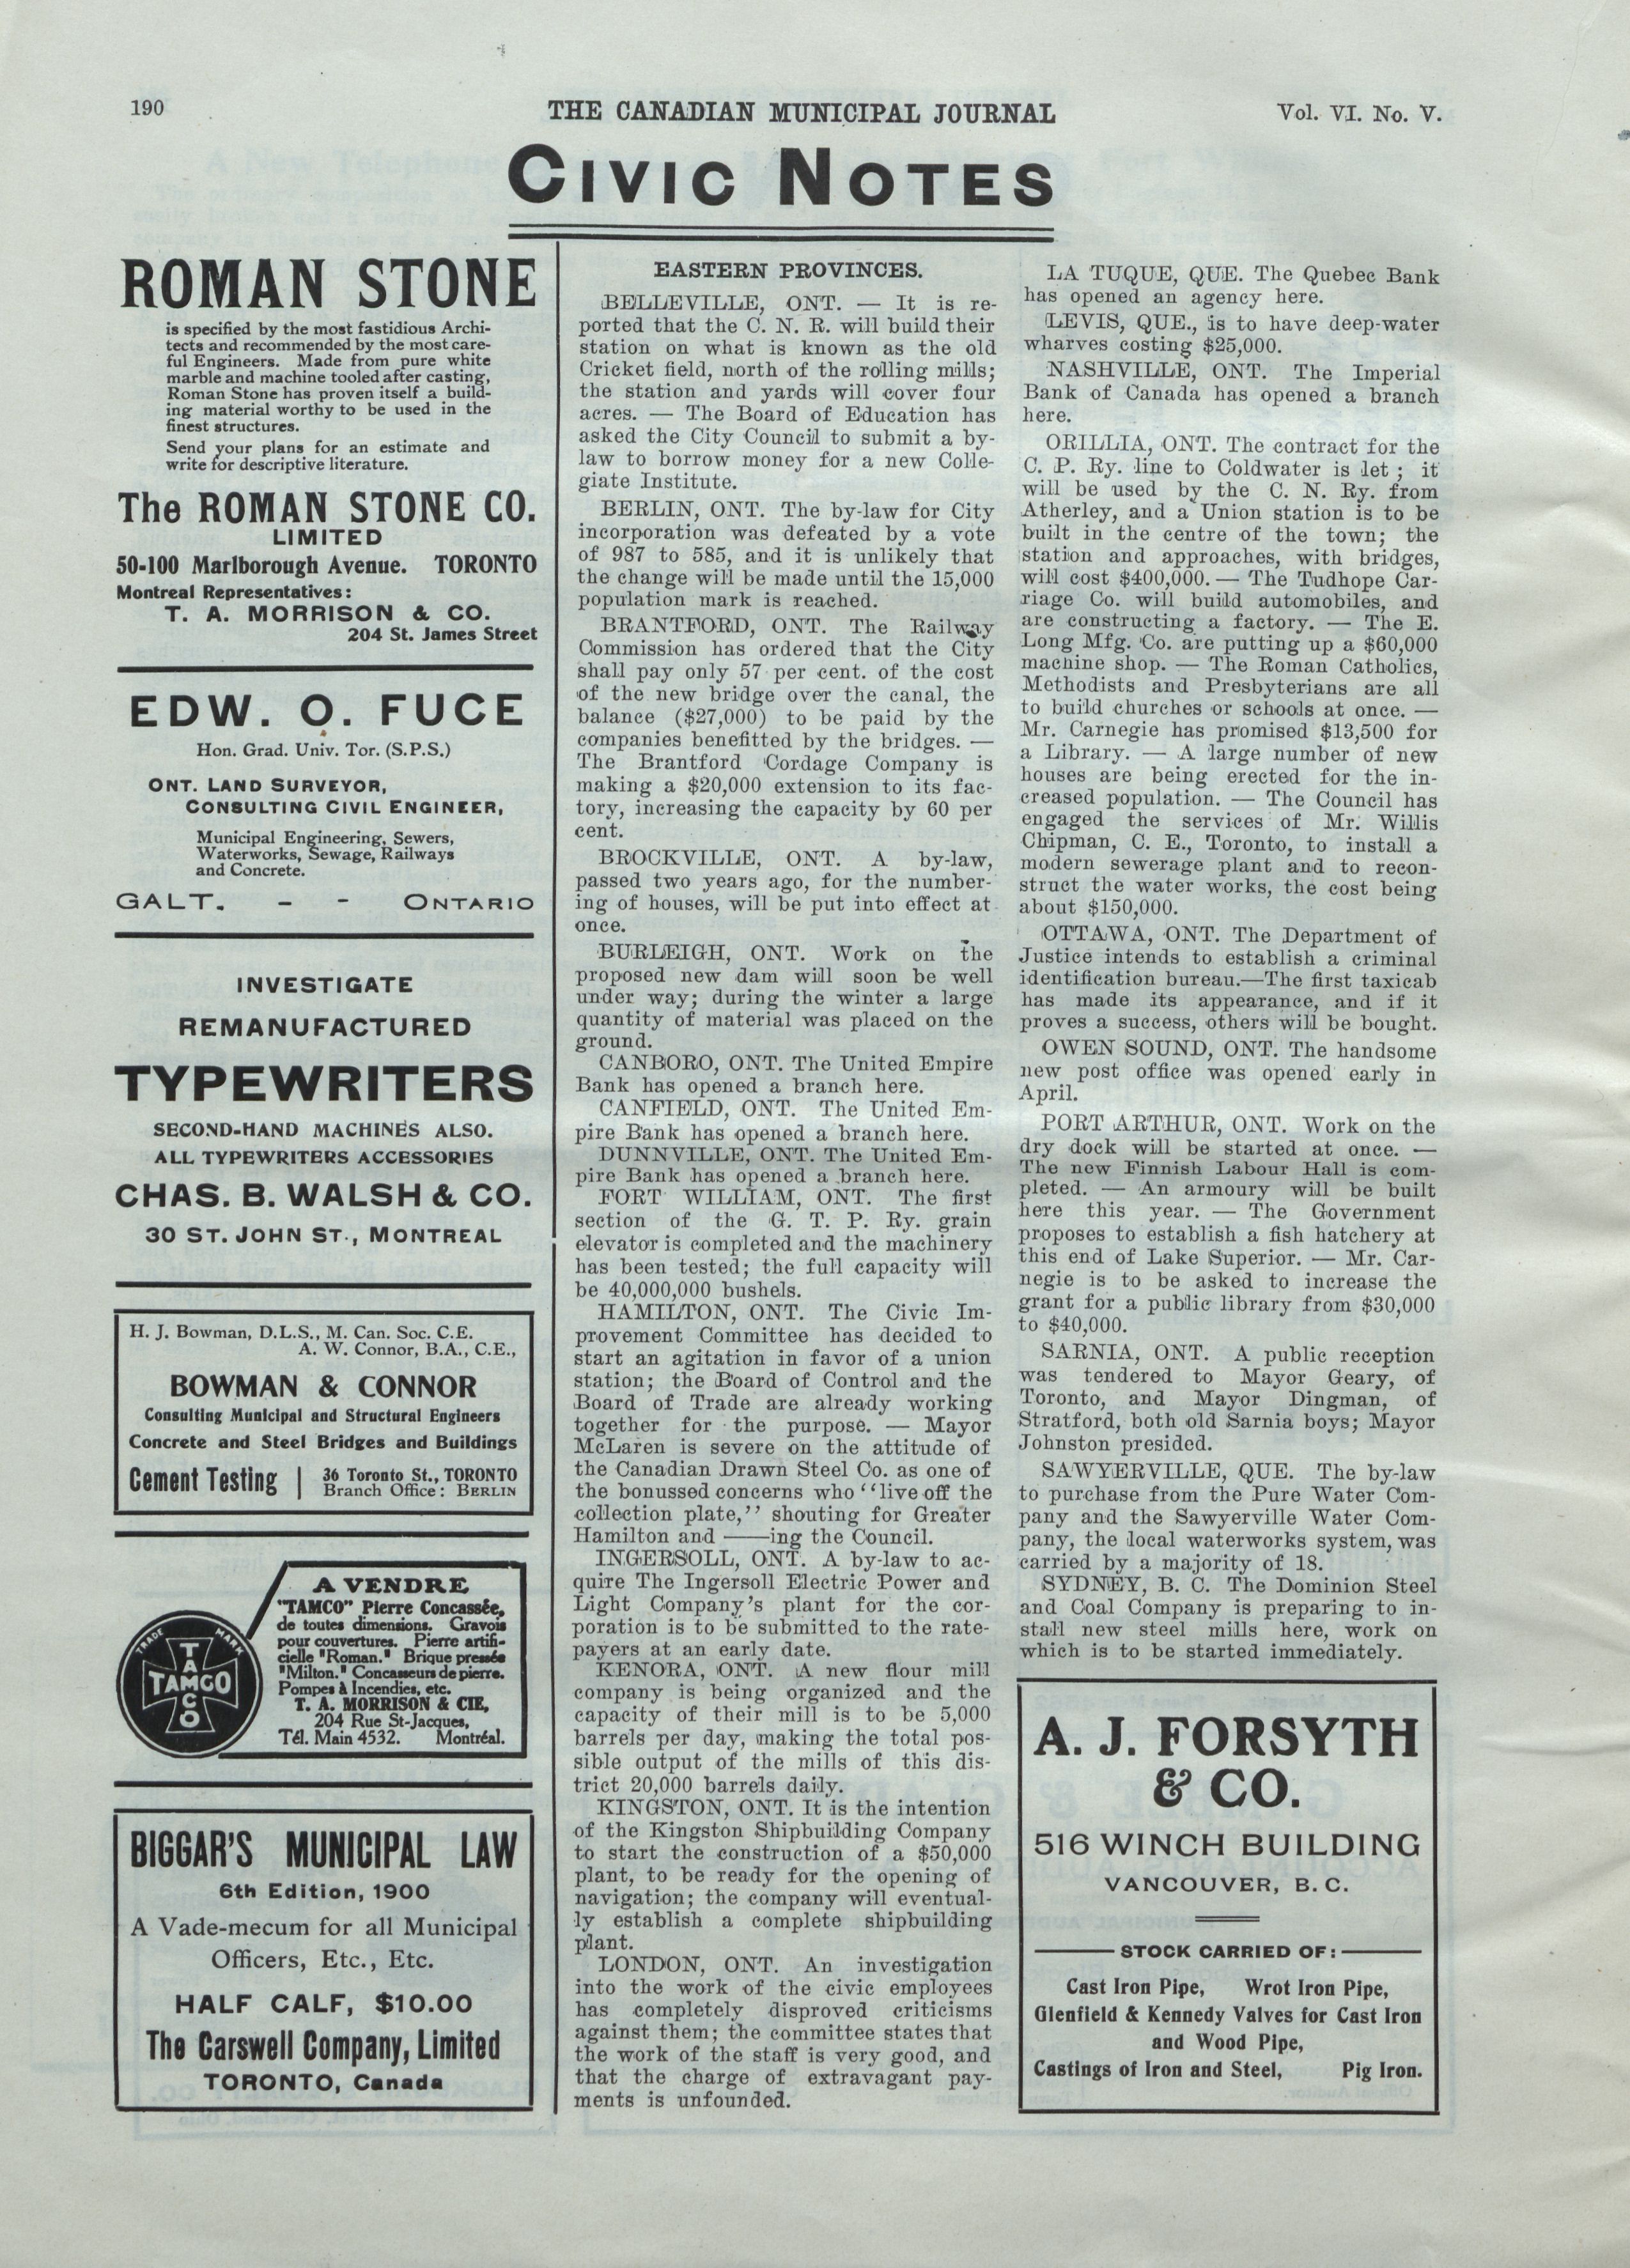 190
THE CANADIAN MUNICIPAL JOURNAL
Vol. VI. No. V.
CIVIC NOTES
ROMAN STONE
is specified by the most fastidious Archi-
tects and recommended by the most care-
ful Engineers. Made from pure white
marble and machine tooled after casting,
Roman Stone has proven itself a build-
ing material worthy to be used in the
finest structures.
Send your plans for an estimate and
write for descriptive literature.
The ROMAN STONE CO.
LIMITED
50-100 Marlborough Avenue. TORONTO
Montreal Representatives:
T. A. MORRISON & CO.
204 St. James Street
EDW. O. FUCE
Hon. Grad. Univ. Tor. (S.P.S.)
ONT. LAND SURVEYOR,
CONSULTING CIVIL ENGINEER,
Municipal Engineering, Sewers,
Waterworks, Sewage, Railways
and Concrete.
GALT. - - ONTARIO
INVESTIGATE
REMANUFACTURED
TYPEWRITERS
SECOND-HAND MACHINES ALSO.
ALL TYPEWRITERS ACCESSORIES
CHAS. B. WALSH & CO.
30 ST. JOHN ST., MONTREAL
H. J. Bowman, D.L.S., M. Can. Soc. C.E.
A. W. Connor, B.A., C.E.,
BOWMAN & CONNOR
Consulting Municipal and Structural Engineers
Concrete and Steel Bridges and Buildings
Cement Testing | 36 Toronto St., TORONTO
Branch Office: BERLIN
TRADE MARK
TAMCO
TAMCO
A VENDRE
"TAMCO" Pierre Concassée,
de toutes dimensions. Gravois
pour couvertures. Pierre artifi-
cielle "Roman." Brique pressée
"Milton." Concasseurs de pierre.
Pompes à Incendies, etc.
T. A. MORRISON & CIE,
204 Rue St-Jacques,
Tél. Main 4532. Montréal.
BIGGAR'S MUNICIPAL LAW
6th Edition, 1900
A Vade-mecum for all Municipal
Officers, Etc., Etc.
HALF CALF, $10.00
The Carswell Company, Limited
TORONTO, Canada
EASTERN PROVINCES.
BELLEVILLE, ONT. — It is re-
ported that the C. N. R. will build their
station on what is known as the old
Cricket field, north of the rolling mills;
the station and yards will cover four
acres. — The Board of Education has
asked the City Council to submit a by-
law to borrow money for a new Colle-
giate Institute.
BERLIN, ONT. The by-law for City
incorporation was defeated by a vote
of 987 to 585, and it is unlikely that
the change will be made until the 15,000
population mark is reached.
BRANTFORD, ONT. The Railway
Commission has ordered that the City
shall pay only 57 per cent. of the cost
of the new bridge over the canal, the
balance ($27,000) to be paid by the
companies benefitted by the bridges. —
The Brantford Cordage Company is
making a $20,000 extension to its fac-
tory, increasing the capacity by 60 per
cent.
BROCKVILLE, ONT. A by-law,
passed two years ago, for the number-
ing of houses, will be put into effect at
once.
BURLEIGH, ONT. Work on the
proposed new dam will soon be well
under way; during the winter a large
quantity of material was placed on the
ground.
CANBORO, ONT. The United Empire
Bank has opened a branch here.
CANFIELD, ONT. The United Em-
pire Bank has opened a branch here.
DUNNVILLE, ONT. The United Em-
pire Bank has opened a branch here.
FORT WILLIAM, ONT. The first
section of the G. T. P. Ry. grain
elevator is completed and the machinery
has been tested; the full capacity will
be 40,000,000 bushels.
HAMILTON, ONT. The Civic Im-
provement Committee has decided to
start an agitation in favor of a union
station; the Board of Control and the
Board of Trade are already working
together for the purpose. — Mayor
McLaren is severe on the attitude of
the Canadian Drawn Steel Co. as one of
the bonussed concerns who "live off the
collection plate," shouting for Greater
Hamilton and ——ing the Council.
INGERSOLL, ONT. A by-law to ac-
quire The Ingersoll Electric Power and
Light Company's plant for the cor-
poration is to be submitted to the rate-
payers at an early date.
KENORA, ONT. A new flour mill
company is being organized and the
capacity of their mill is to be 5,000
barrels per day, making the total pos-
sible output of the mills of this dis-
trict 20,000 barrels daily.
KINGSTON, ONT. It is the intention
of the Kingston Shipbuilding Company
to start the construction of a $50,000
plant, to be ready for the opening of
navigation; the company will eventual-
ly establish a complete shipbuilding
plant.
LONDON, ONT. An investigation
into the work of the civic employees
has completely disproved criticisms
against them; the committee states that
the work of the staff is very good, and
that the charge of extravagant pay-
ments is unfounded.
LA TUQUE, QUE. The Quebec Bank
has opened an agency here.
LEVIS, QUE., is to have deep-water
wharves costing $25,000.
NASHVILLE, ONT. The Imperial
Bank of Canada has opened a branch
here.
ORILLIA, ONT. The contract for the
C. P. Ry. line to Coldwater is let; it
will be used by the C. N. Ry. from
Atherley, and a Union station is to be
built in the centre of the town; the
station and approaches, with bridges,
will cost $400,000. — The Tudhope Car-
riage Co. will build automobiles, and
are constructing a factory. — The E.
Long Mfg. Co. are putting up a $60,000
machine shop. — The Roman Catholics,
Methodists and Presbyterians are all
to build churches or schools at once. —
Mr. Carnegie has promised $13,500 for
a Library. — A large number of new
houses are being erected for the in-
creased population. — The Council has
engaged the services of Mr. Willis
Chipman, C. E., Toronto, to install a
modern sewerage plant and to recon-
struct the water works, the cost being
about $150,000.
OTTAWA, ONT. The Department of
Justice intends to establish a criminal
identification bureau.—The first taxicab
has made its appearance, and if it
proves a success, others will be bought.
OWEN SOUND, ONT. The handsome
new post office was opened early in
April.
PORT ARTHUR, ONT. Work on the
dry dock will be started at once. —
The new Finnish Labour Hall is com-
pleted. — An armoury will be built
here this year. — The Government
proposes to establish a fish hatchery at
this end of Lake Superior. — Mr. Car-
negie is to be asked to increase the
grant for a public library from $30,000
to $40,000.
SARNIA, ONT. A public reception
was tendered to Mayor Geary, of
Toronto, and Mayor Dingman, of
Stratford, both old Sarnia boys; Mayor
Johnston presided.
SAWYERVILLE, QUE. The by-law
to purchase from the Pure Water Com-
pany and the Sawyerville Water Com-
pany, the local waterworks system, was
carried by a majority of 18.
SYDNEY, B. C. The Dominion Steel
and Coal Company is preparing to in-
stall new steel mills here, work on
which is to be started immediately.
A. J. FORSYTH
& CO.
516 WINCH BUILDING
VANCOUVER, B. C.
STOCK CARRIED OF:
Cast Iron Pipe, Wrot Iron Pipe,
Glenfield & Kennedy Valves for Cast Iron
and Wood Pipe,
Castings of Iron and Steel, Pig Iron.